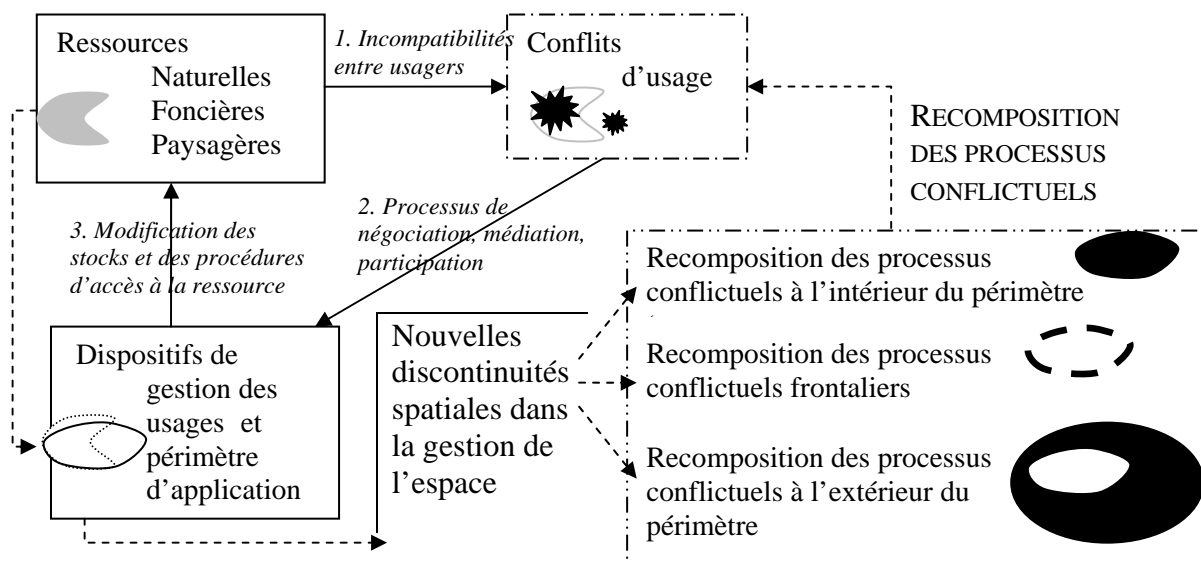 Ressources
Naturelles
Foncières
Paysagères
1. Incompatibilités
entre usagers
Conflits
d'usage
RECOMPOSITION
DES PROCESSUS
CONFLICTUELS
2. Processus de
négociation, médiation,
participation
3. Modification des
stocks et des procédures
d'accès à la ressource
Dispositifs de
gestion des
usages et
périmètre
d'application
Nouvelles
discontinuités
spatiales dans
la gestion de
l'espace
Recomposition des processus
conflictuels à l'intérieur du périmètre
Recomposition des processus
conflictuels frontaliers
Recomposition des processus
conflictuels à l'extérieur du
périmètre